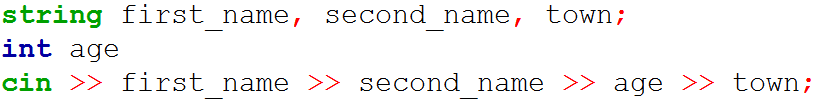 string first_name, second_name, town;
int age
cin >> first_name >> second_name >> age >> town;